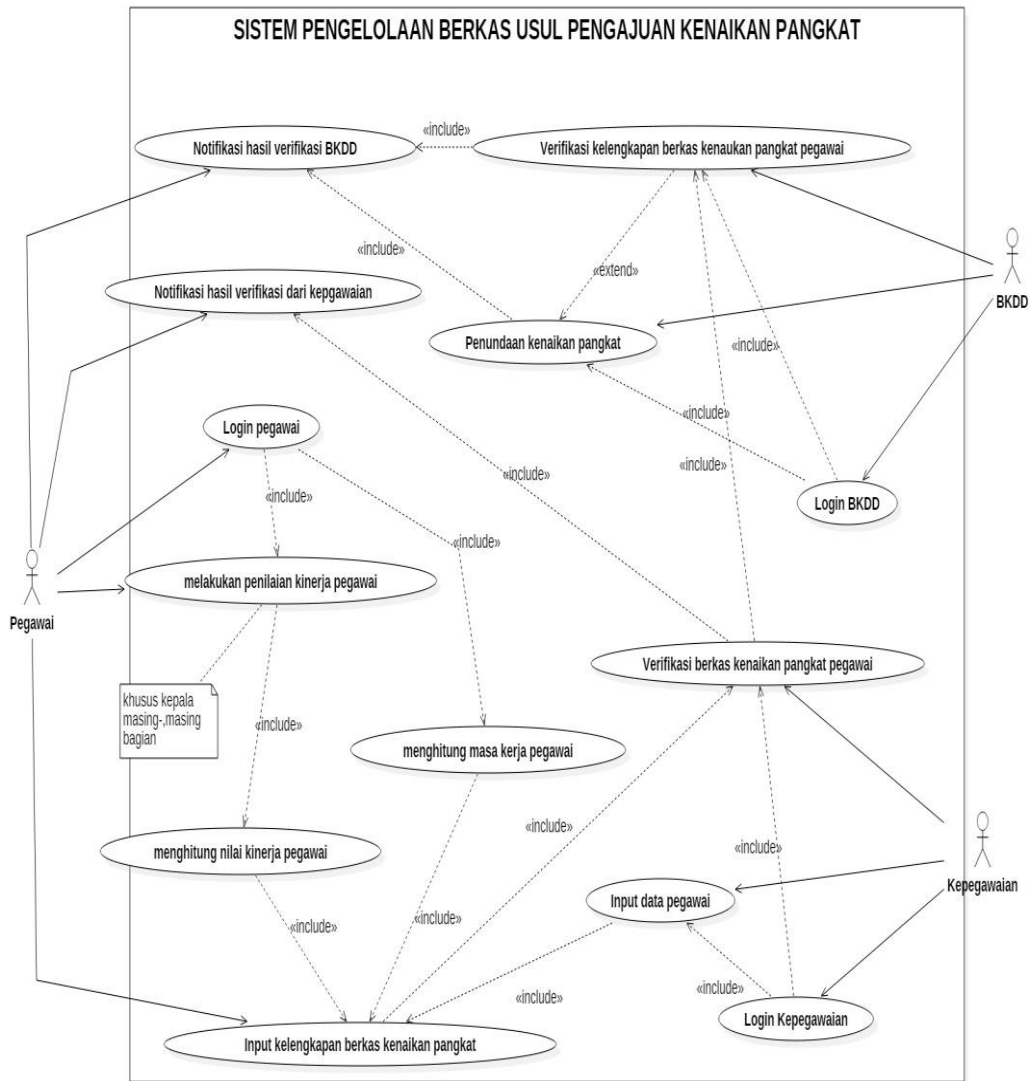 SISTEM PENGELOLAAN BERKAS USUL PENGAJUAN KENAIKAN PANGKAT
«include»
Notifikasi hasil verifikasi BKDD
Verifikasi kelengkapan berkas kenaukan pangkat pegawai
«include»
«extend»
BKDD
Notifikasi hasil verifikasi dari kepgawaian
Penundaan kenaikan pangkat
«include»
«include»
Login pegawai
«include»
«include»
«include»
Login BKDD
«include»
melakukan penilaian kinerja pegawai
Pegawai
Verifikasi berkas kenaikan pangkat pegawai
khusus kepala
masing-,masing
bagian
«include»
menghitung masa kerja pegawai
«include»
«include»
menghitung nilai kinerja pegawai
Kepegawaian
Input data pegawai
«include»
«include»
«include»
«include»
Login Kepegawaian
Input kelengkapan berkas kenaikan pangkat